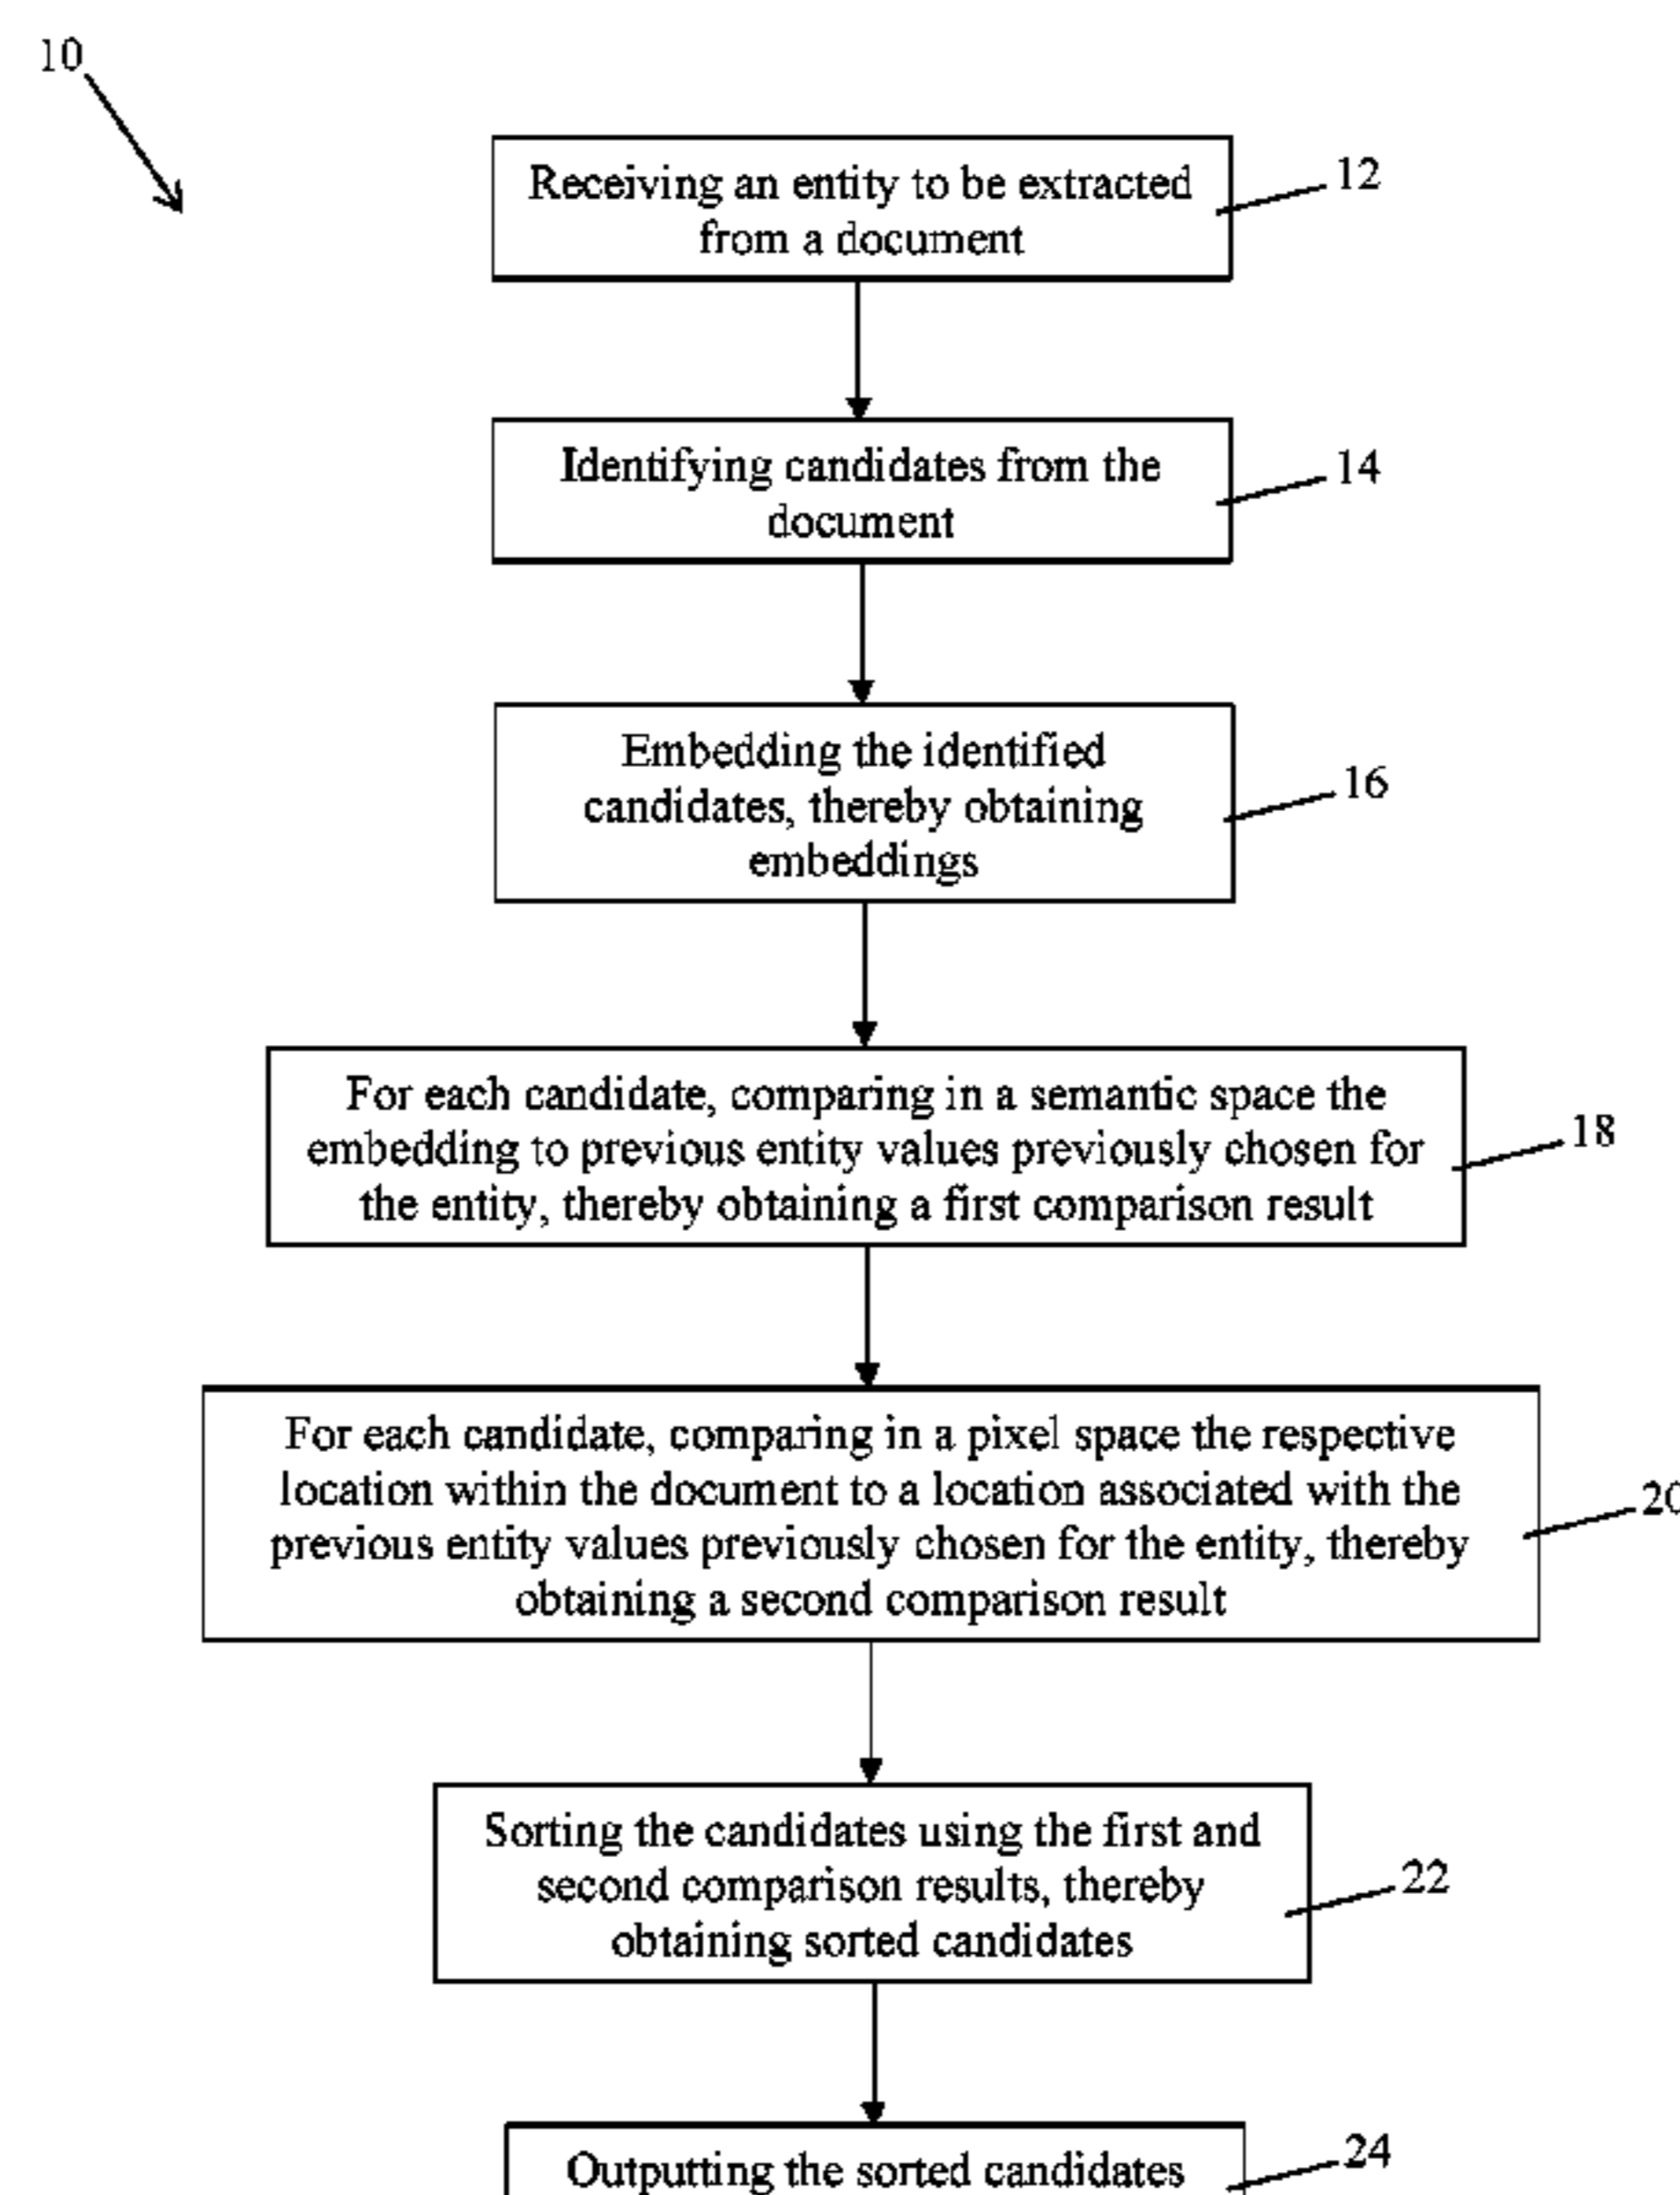 10
Receiving an entity to be extracted
from a document
12
Identifying candidates from the
document
14
Embedding the identified
candidates, thereby obtaining
embeddings
16
For each candidate, comparing in a semantic space the
embedding to previous entity values previously chosen for
the entity, thereby obtaining a first comparison result
18
For each candidate, comparing in a pixel space the respective
location within the document to a location associated with the
previous entity values previously chosen for the entity, thereby
obtaining a second comparison result
20
Sorting the candidates using the first and
second comparison results, thereby
obtaining sorted candidates
22
Outputting the sorted candidates
24